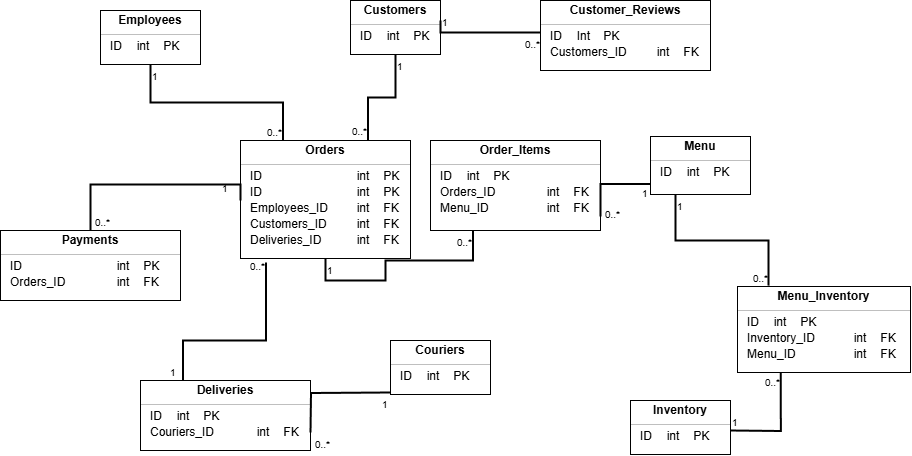 Employees
ID int PK
Customers
ID int PK
Customer_Reviews
ID Int PK
Customers_ID int FK
1
0..*
1
1
0..*
0..*
Orders
ID int PK
ID int PK
Employees_ID int FK
Customers_ID int FK
Deliveries_ID int FK
Order_Items
ID int PK
Orders_ID int FK
Menu_ID int FK
Menu
ID int PK
1
0..*
1
0..*
1
Payments
ID int PK
Orders_ID int FK
0..*
1
0..*
0..*
Menu_Inventory
ID int PK
Inventory_ID int FK
Menu_ID int FK
Couriers
ID int PK
1
Deliveries
ID int PK
Couriers_ID int FK
1
0..*
0..*
Inventory
ID int PK
1